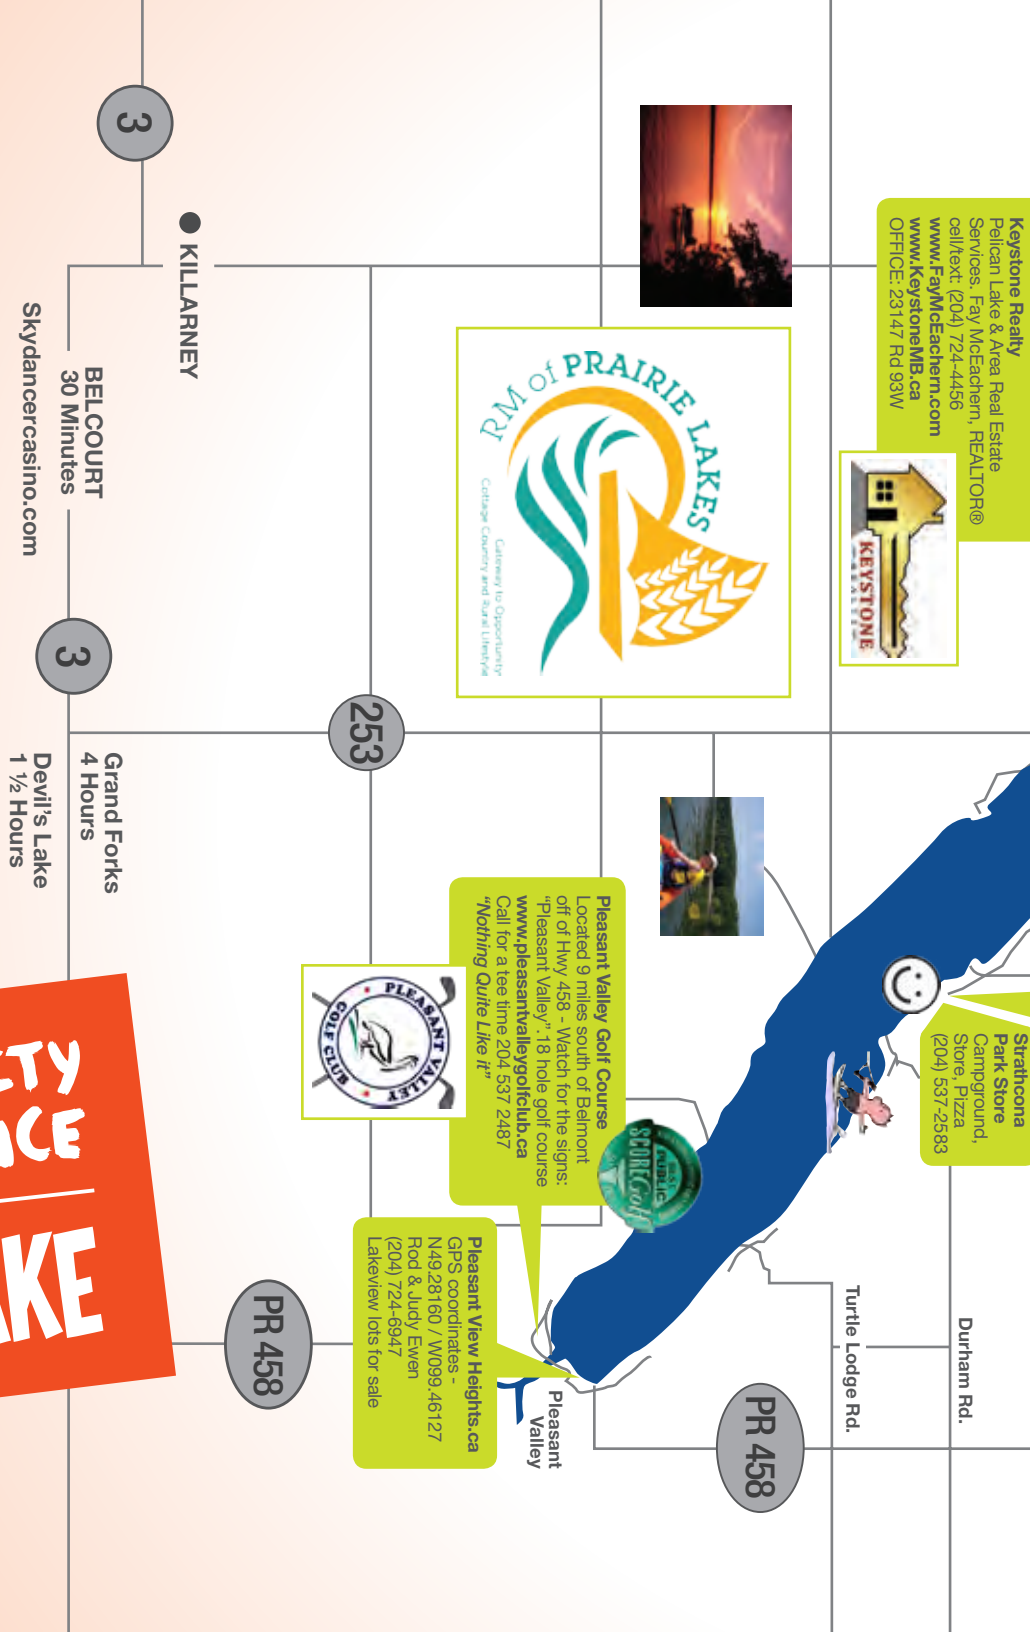 Keystone Realty
Pelican Lake & Area Real Estate
Services. Fay McEachern, REALTOR®
cell/text: (204) 724-4456
www.FayMcEachern.com
www.KeystoneMB.ca
OFFICE: 23147 Rd 93W
KEYSTONE
RM of PRAIRIE LAKES
Gateway to Opportunity
Cottage Country and Rural Lifestyle
3
KILLARNEY
BELCOURT
30 Minutes
Skydancercasino.com
3
253
Grand Forks
4 Hours
Devil's Lake
1 ½ Hours
Strathcona
Park Store
Campground,
Store, Pizza
(204) 537-2583
Pleasant Valley Golf Course
Located 9 miles south of Belmont
off of Hwy 458 - Watch for the signs:
“Pleasant Valley”. 18 hole golf course
www.pleasantvalleygolfclub.ca
Call for a tee time 204 537 2487
“Nothing Quite Like it”
PLEASANT VALLEY
GOLF CLUB
BEST
PUBLIC
SCOREGolf
Pleasant View Heights.ca
GPS coordinates -
N49.28160 / W099.46127
Rod & Judy Ewen
(204) 724-6947
Lakeview lots for sale
Durham Rd.
Turtle Lodge Rd.
Pleasant
Valley
PR 458
PR 458
TY
CE
AKE